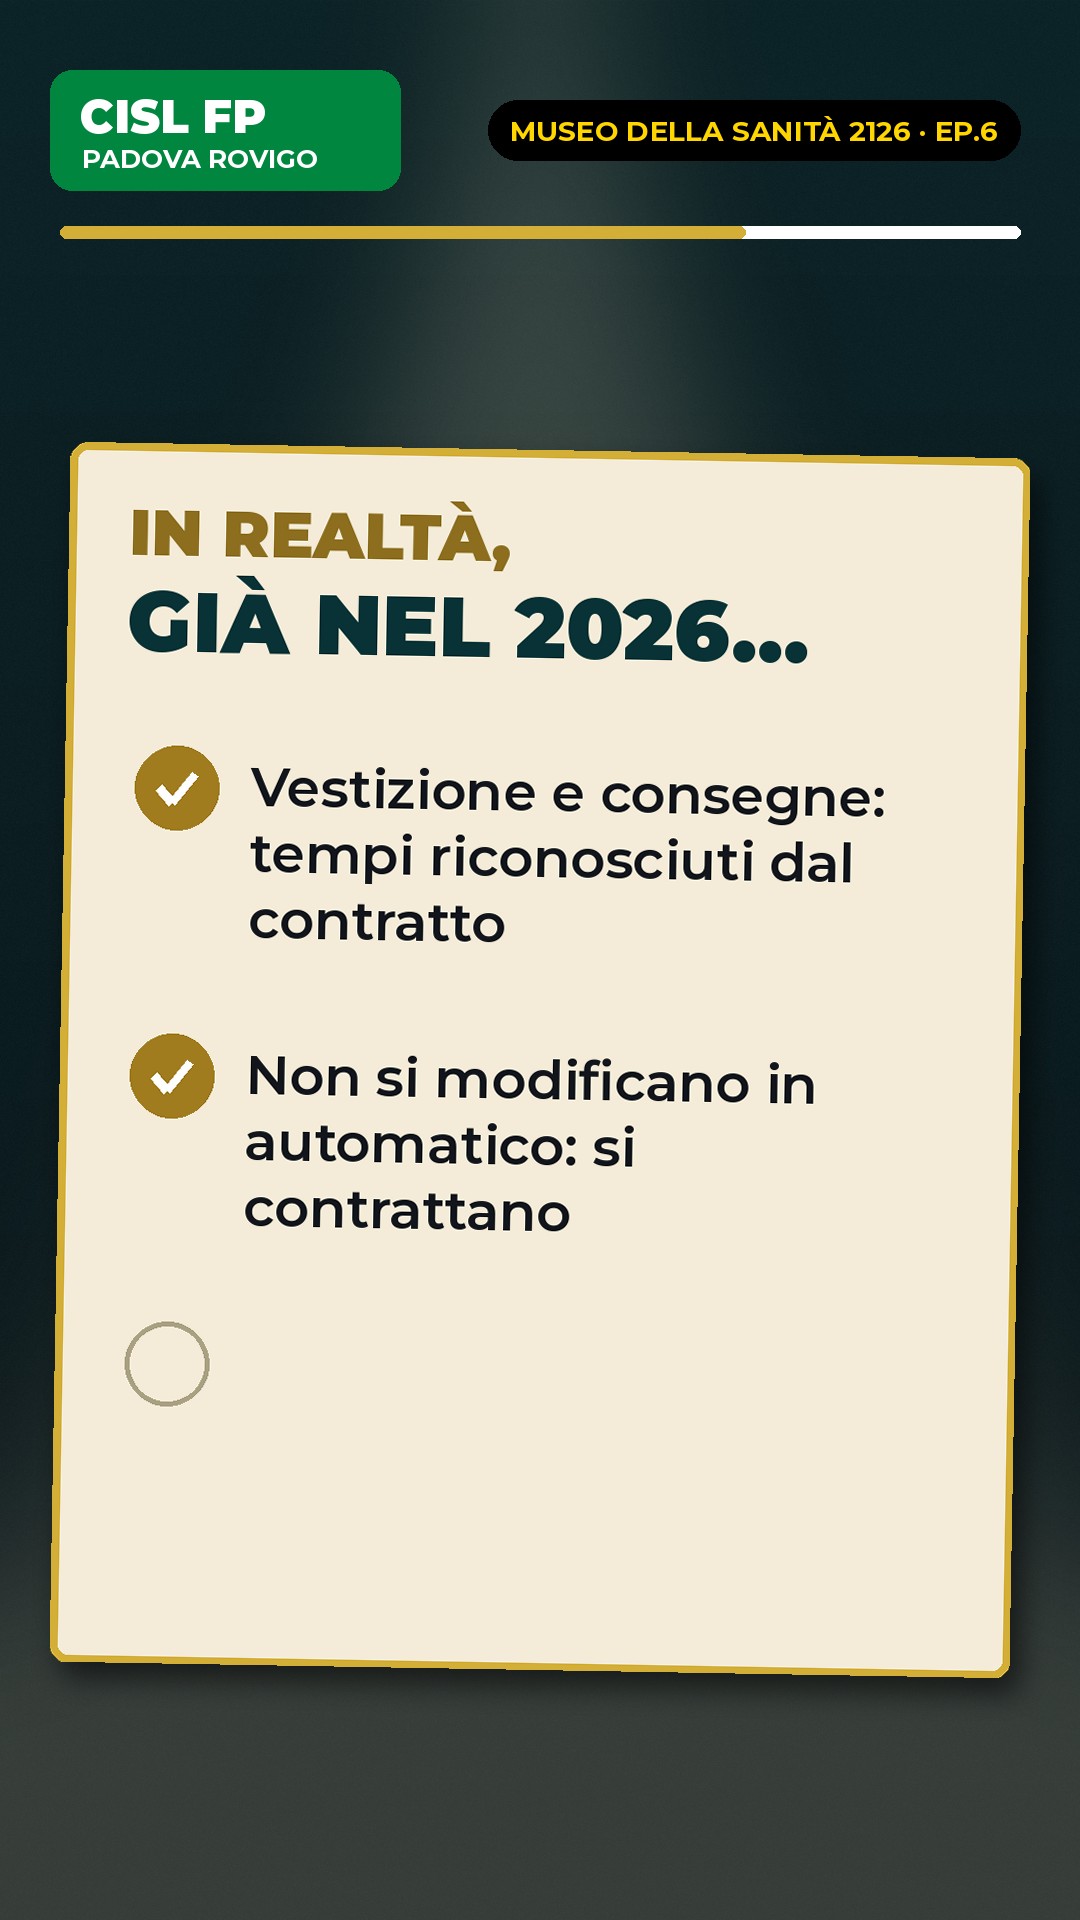 CISL FP
PADOVA ROVIGO
MUSEO DELLA SANITÀ 2126 · EP.6
IN REALTÀ,
GIÀ NEL 2026...
Vestizione e consegne:
tempi riconosciuti dal
contratto
Non si modificano in
automatico: si
contrattano